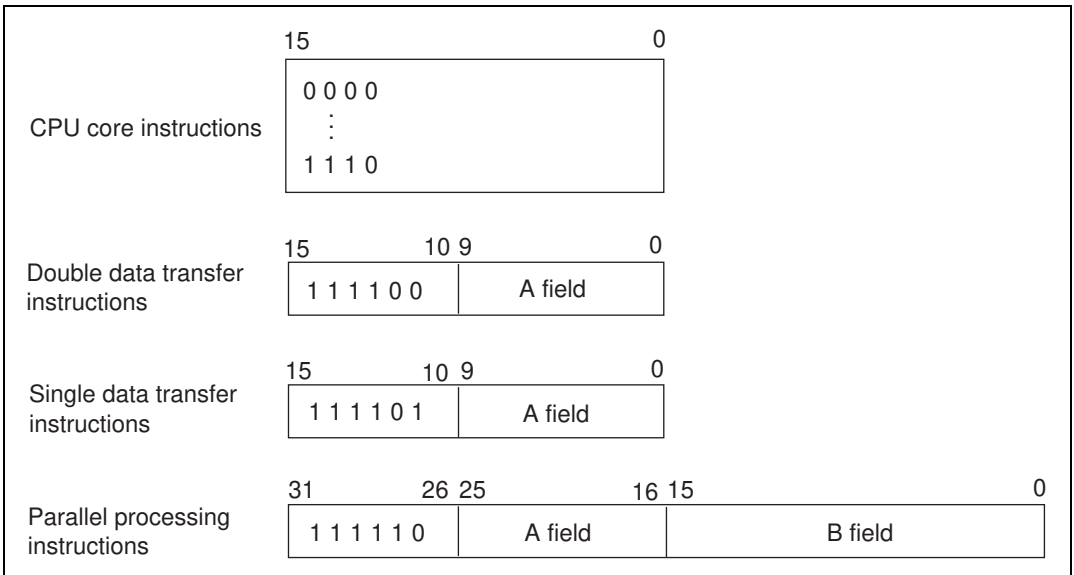 15 0
0 0 0 0
CPU core instructions
⋮
1 1 1 0
15 10 9 0
Double data transfer
instructions
1 1 1 1 0 0 A field
15 10 9 0
Single data transfer
instructions
1 1 1 1 0 1 A field
31 26 25 16 15 0
Parallel processing
instructions
1 1 1 1 1 0 A field B field